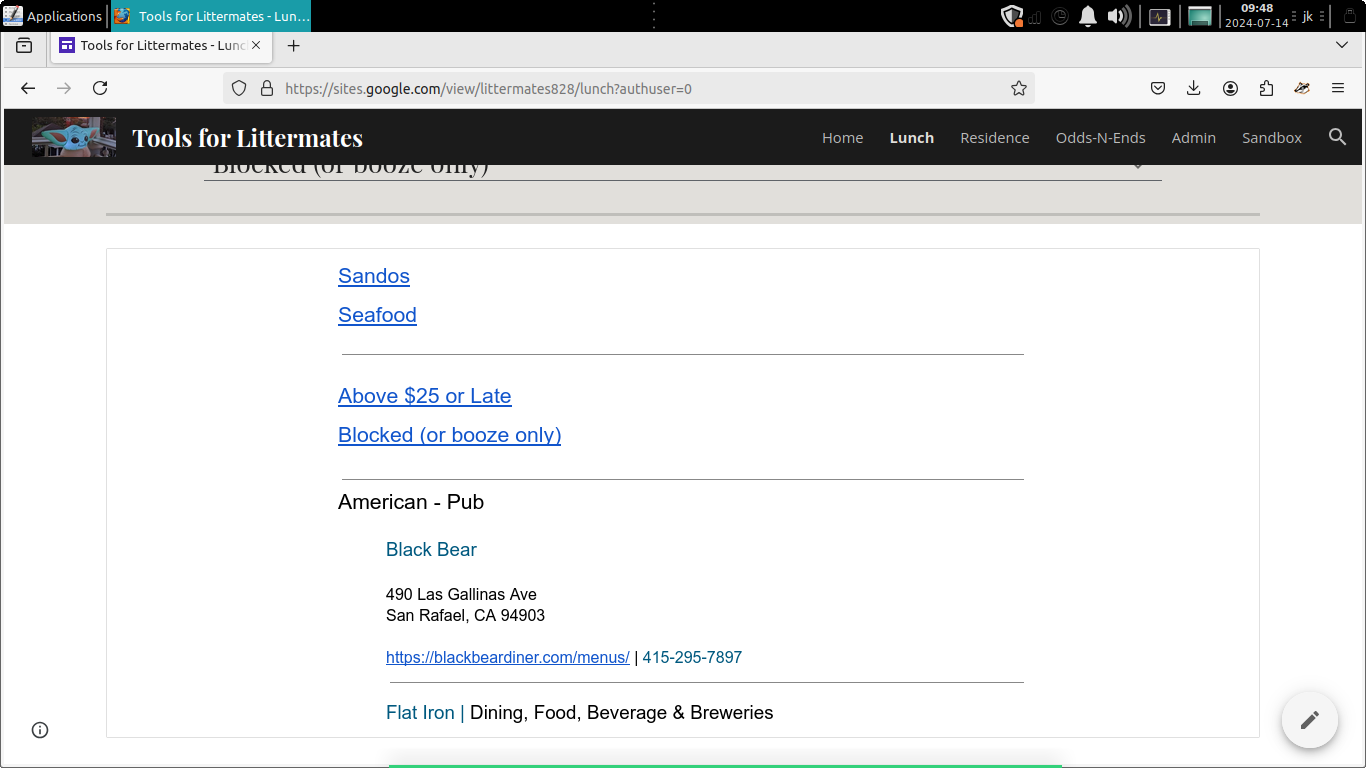 Applications
Tools for Littermates - Lun...
09:48
2024-07-14
jk
Tools for Littermates - Lunc
https://sites.google.com/view/littermates828/lunch?authuser=0
Tools for Littermates
Home
Lunch
Residence
Odds-N-Ends
Admin
Sandbox
Blocked (or booze only)
Sandos
Seafood
Above $25 or Late
Blocked (or booze only)
American - Pub
Black Bear
490 Las Gallinas Ave
San Rafael, CA 94903
https://blackbeardiner.com/menus/ | 415-295-7897
Flat Iron | Dining, Food, Beverage & Breweries